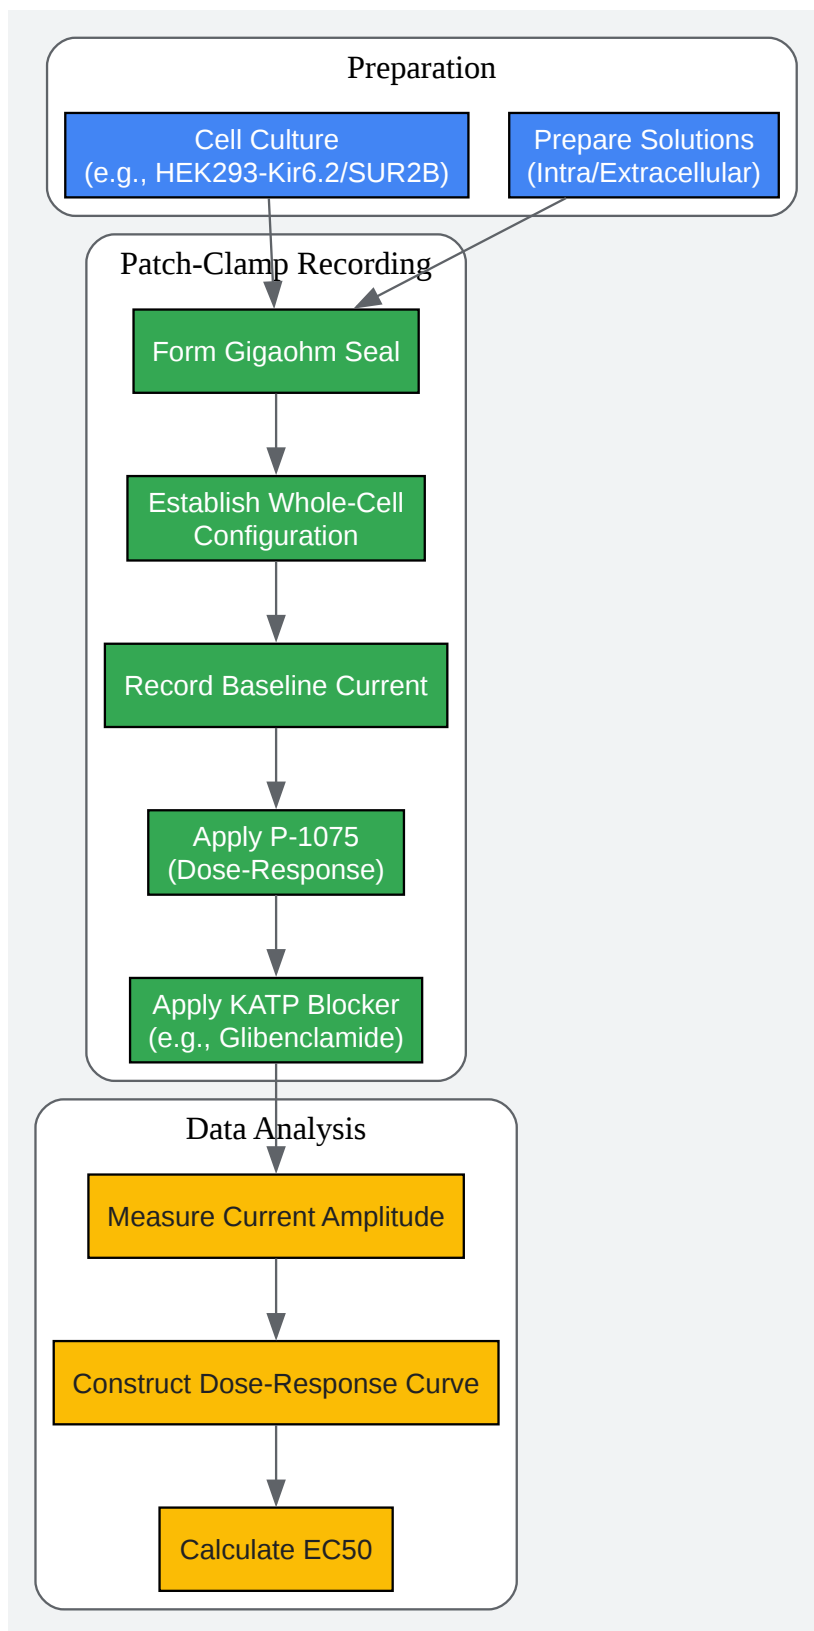 Preparation
Cell Culture
(e.g., HEK293-Kir6.2/SUR2B)
Prepare Solutions
(Intra/Extracellular)
Patch-Clamp Recording
Form Gigaohm Seal
Establish Whole-Cell
Configuration
Record Baseline Current
Apply P-1075
(Dose-Response)
Apply KATP Blocker
(e.g., Glibenclamide)
Data Analysis
Measure Current Amplitude
Construct Dose-Response Curve
Calculate EC50